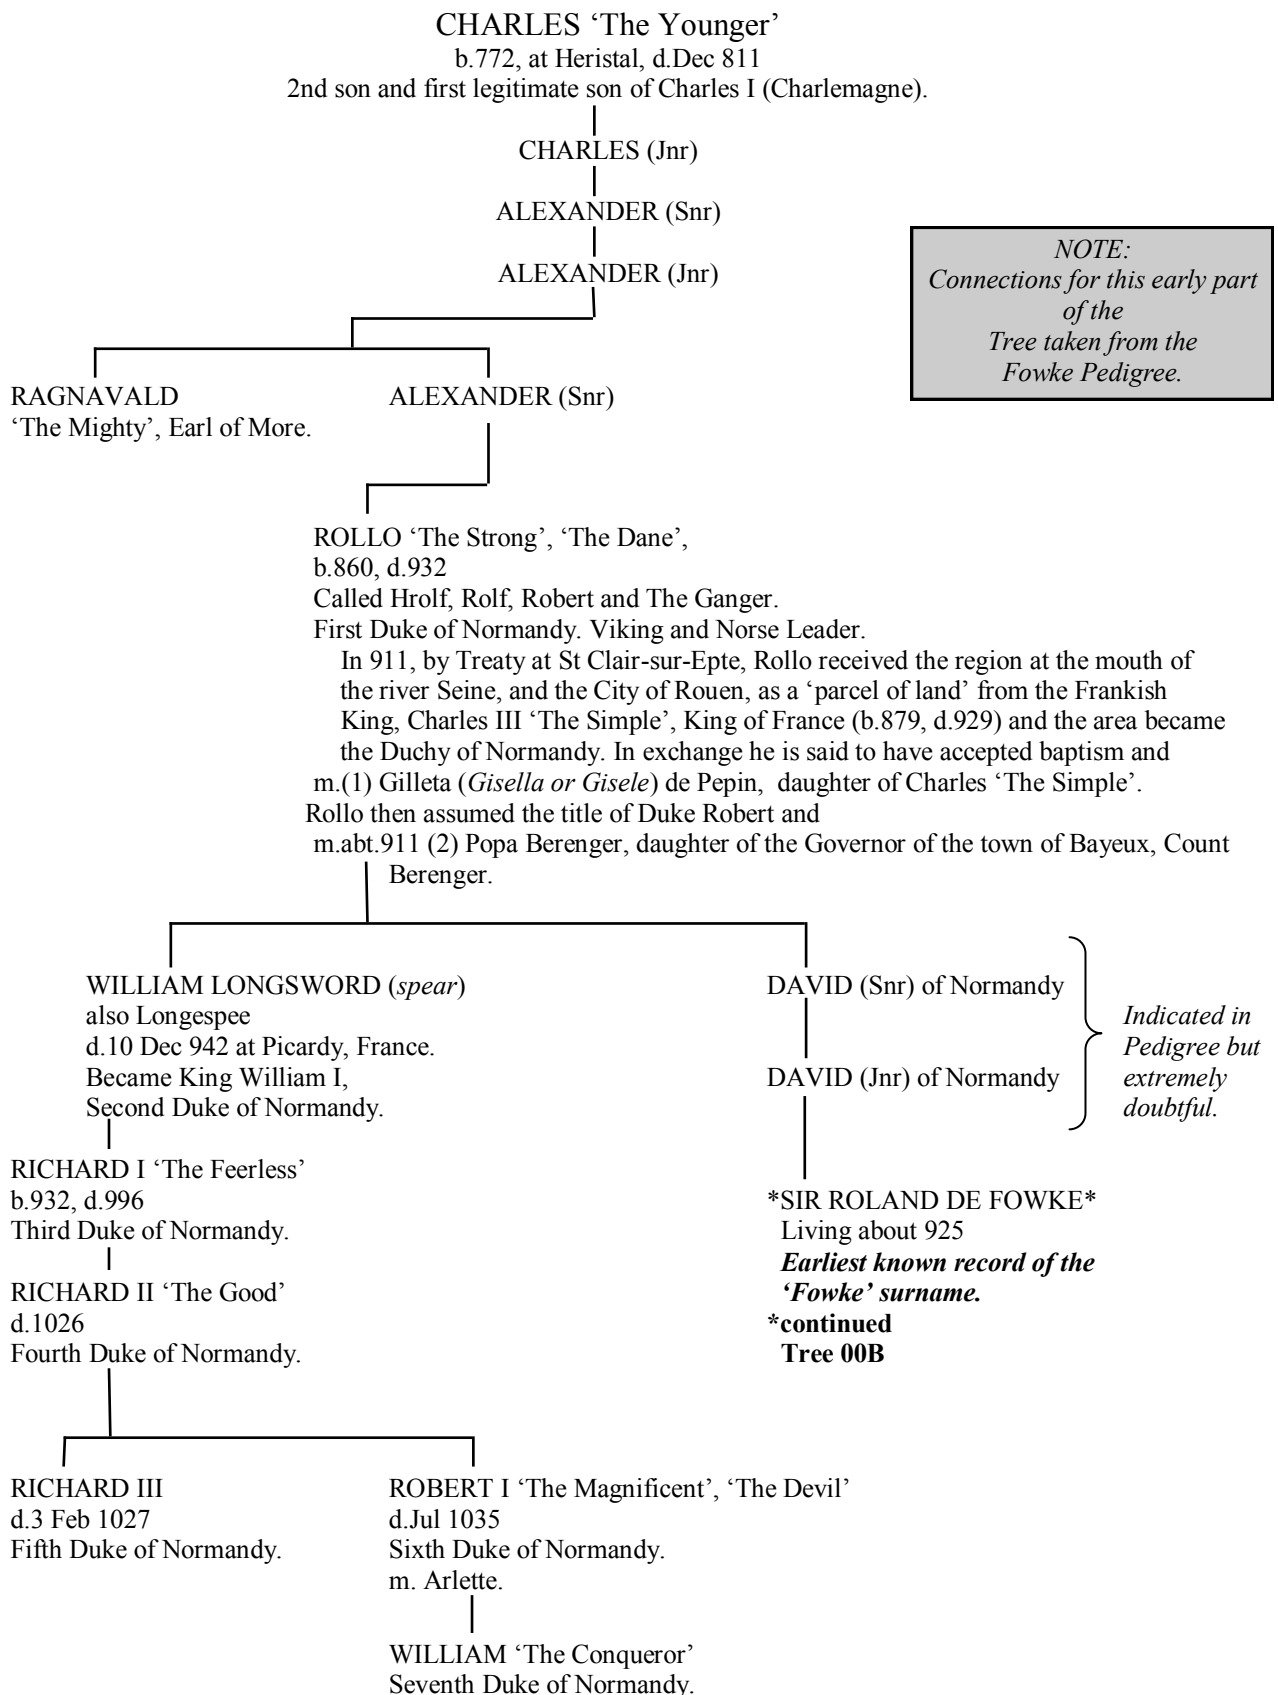 CHARLES ‘The Younger’
b.772, at Heristal, d.Dec 811
2nd son and first legitimate son of Charles I (Charlemagne).
CHARLES (Jnr)
ALEXANDER (Snr)
ALEXANDER (Jnr)
NOTE:
Connections for this early part
of the
Tree taken from the
Fowke Pedigree.
RAGNAVALD
‘The Mighty’, Earl of More.
ALEXANDER (Snr)
ROLLO ‘The Strong’, ‘The Dane’,
b.860, d.932
Called Hrolf, Rolf, Robert and The Ganger.
First Duke of Normandy. Viking and Norse Leader.
In 911, by Treaty at St Clair-sur-Epte, Rollo received the region at the mouth of
the river Seine, and the City of Rouen, as a ‘parcel of land’ from the Frankish
King, Charles III ‘The Simple’, King of France (b.879, d.929) and the area became
the Duchy of Normandy. In exchange he is said to have accepted baptism and
m.(1) Gilleta (Gisella or Gisele) de Pepin, daughter of Charles ‘The Simple’.
Rollo then assumed the title of Duke Robert and
m.abt.911 (2) Popa Berenger, daughter of the Governor of the town of Bayeux, Count
Berenger.
WILLIAM LONGSWORD (spear)
also Longespee
d.10 Dec 942 at Picardy, France.
Became King William I,
Second Duke of Normandy.
DAVID (Snr) of Normandy
DAVID (Jnr) of Normandy
Indicated in
Pedigree but
extremely
doubtful.
RICHARD I ‘The Feerless’
b.932, d.996
Third Duke of Normandy.
*SIR ROLAND DE FOWKE*
Living about 925
Earliest known record of the
‘Fowke’ surname.
*continued
Tree 00B
RICHARD II ‘The Good’
d.1026
Fourth Duke of Normandy.
RICHARD III
d.3 Feb 1027
Fifth Duke of Normandy.
ROBERT I ‘The Magnificent’, ‘The Devil’
d.Jul 1035
Sixth Duke of Normandy.
m. Arlette.
WILLIAM ‘The Conqueror’
Seventh Duke of Normandy.